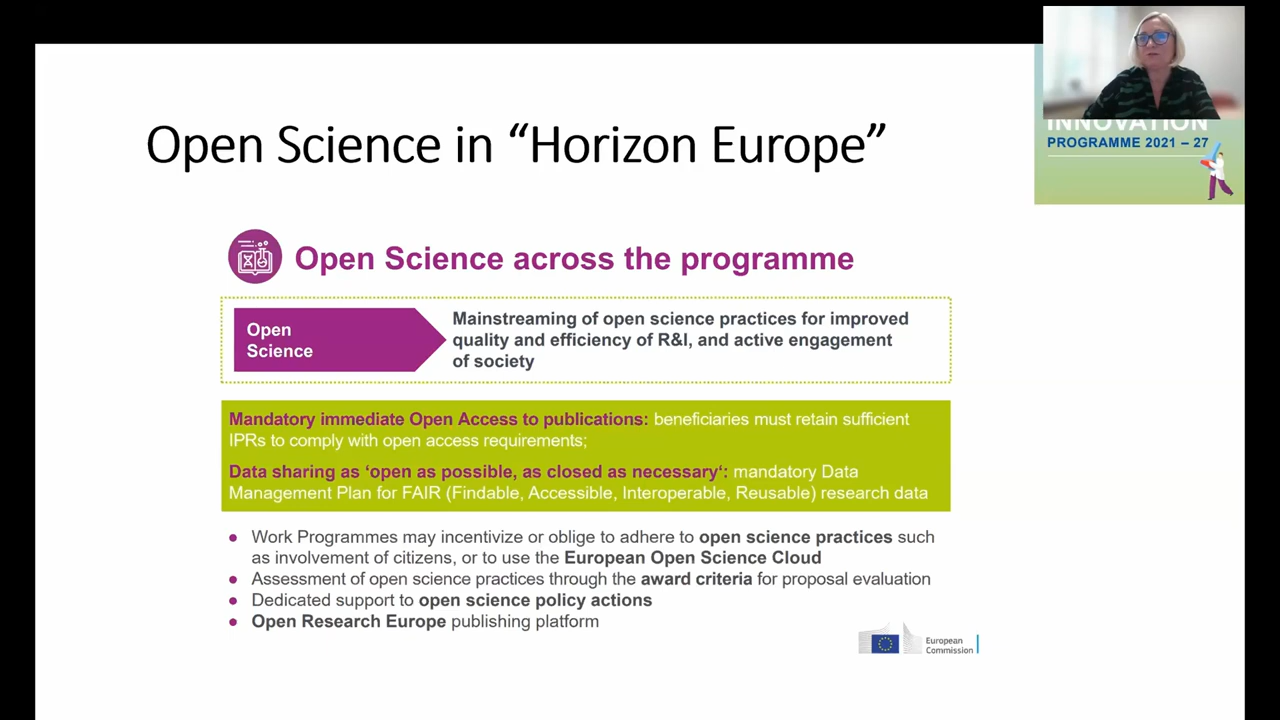 Open Science in “Horizon Europe”
INNOVATION
PROGRAMME 2021 – 27
Open Science across the programme
Open
Science
Mainstreaming of open science practices for improved
quality and efficiency of R&I, and active engagement
of society
Mandatory immediate Open Access to publications: beneficiaries must retain sufficient
IPRs to comply with open access requirements;
Data sharing as ‘open as possible, as closed as necessary‘: mandatory Data
Management Plan for FAIR (Findable, Accessible, Interoperable, Reusable) research data
● Work Programmes may incentivize or oblige to adhere to open science practices such
as involvement of citizens, or to use the European Open Science Cloud
● Assessment of open science practices through the award criteria for proposal evaluation
● Dedicated support to open science policy actions
● Open Research Europe publishing platform
European
Commission